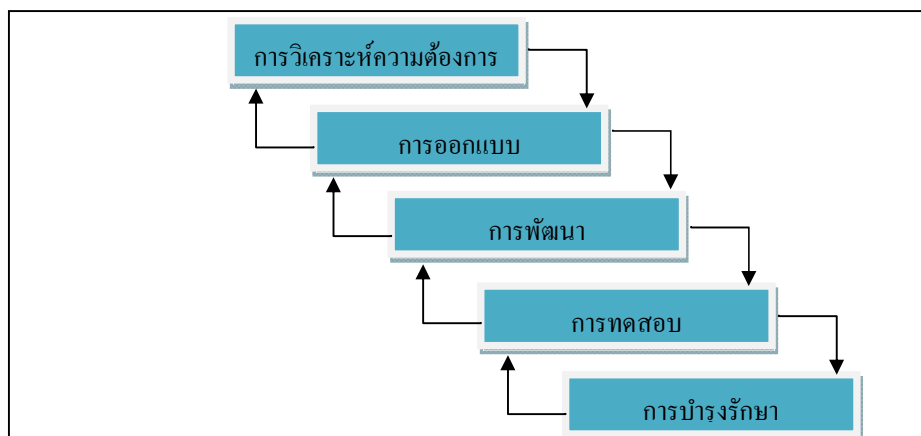 การวิเคราะห์ความต้องการ
การออกแบบ
การพัฒนา
การทดสอบ
การบำรุงรักษา